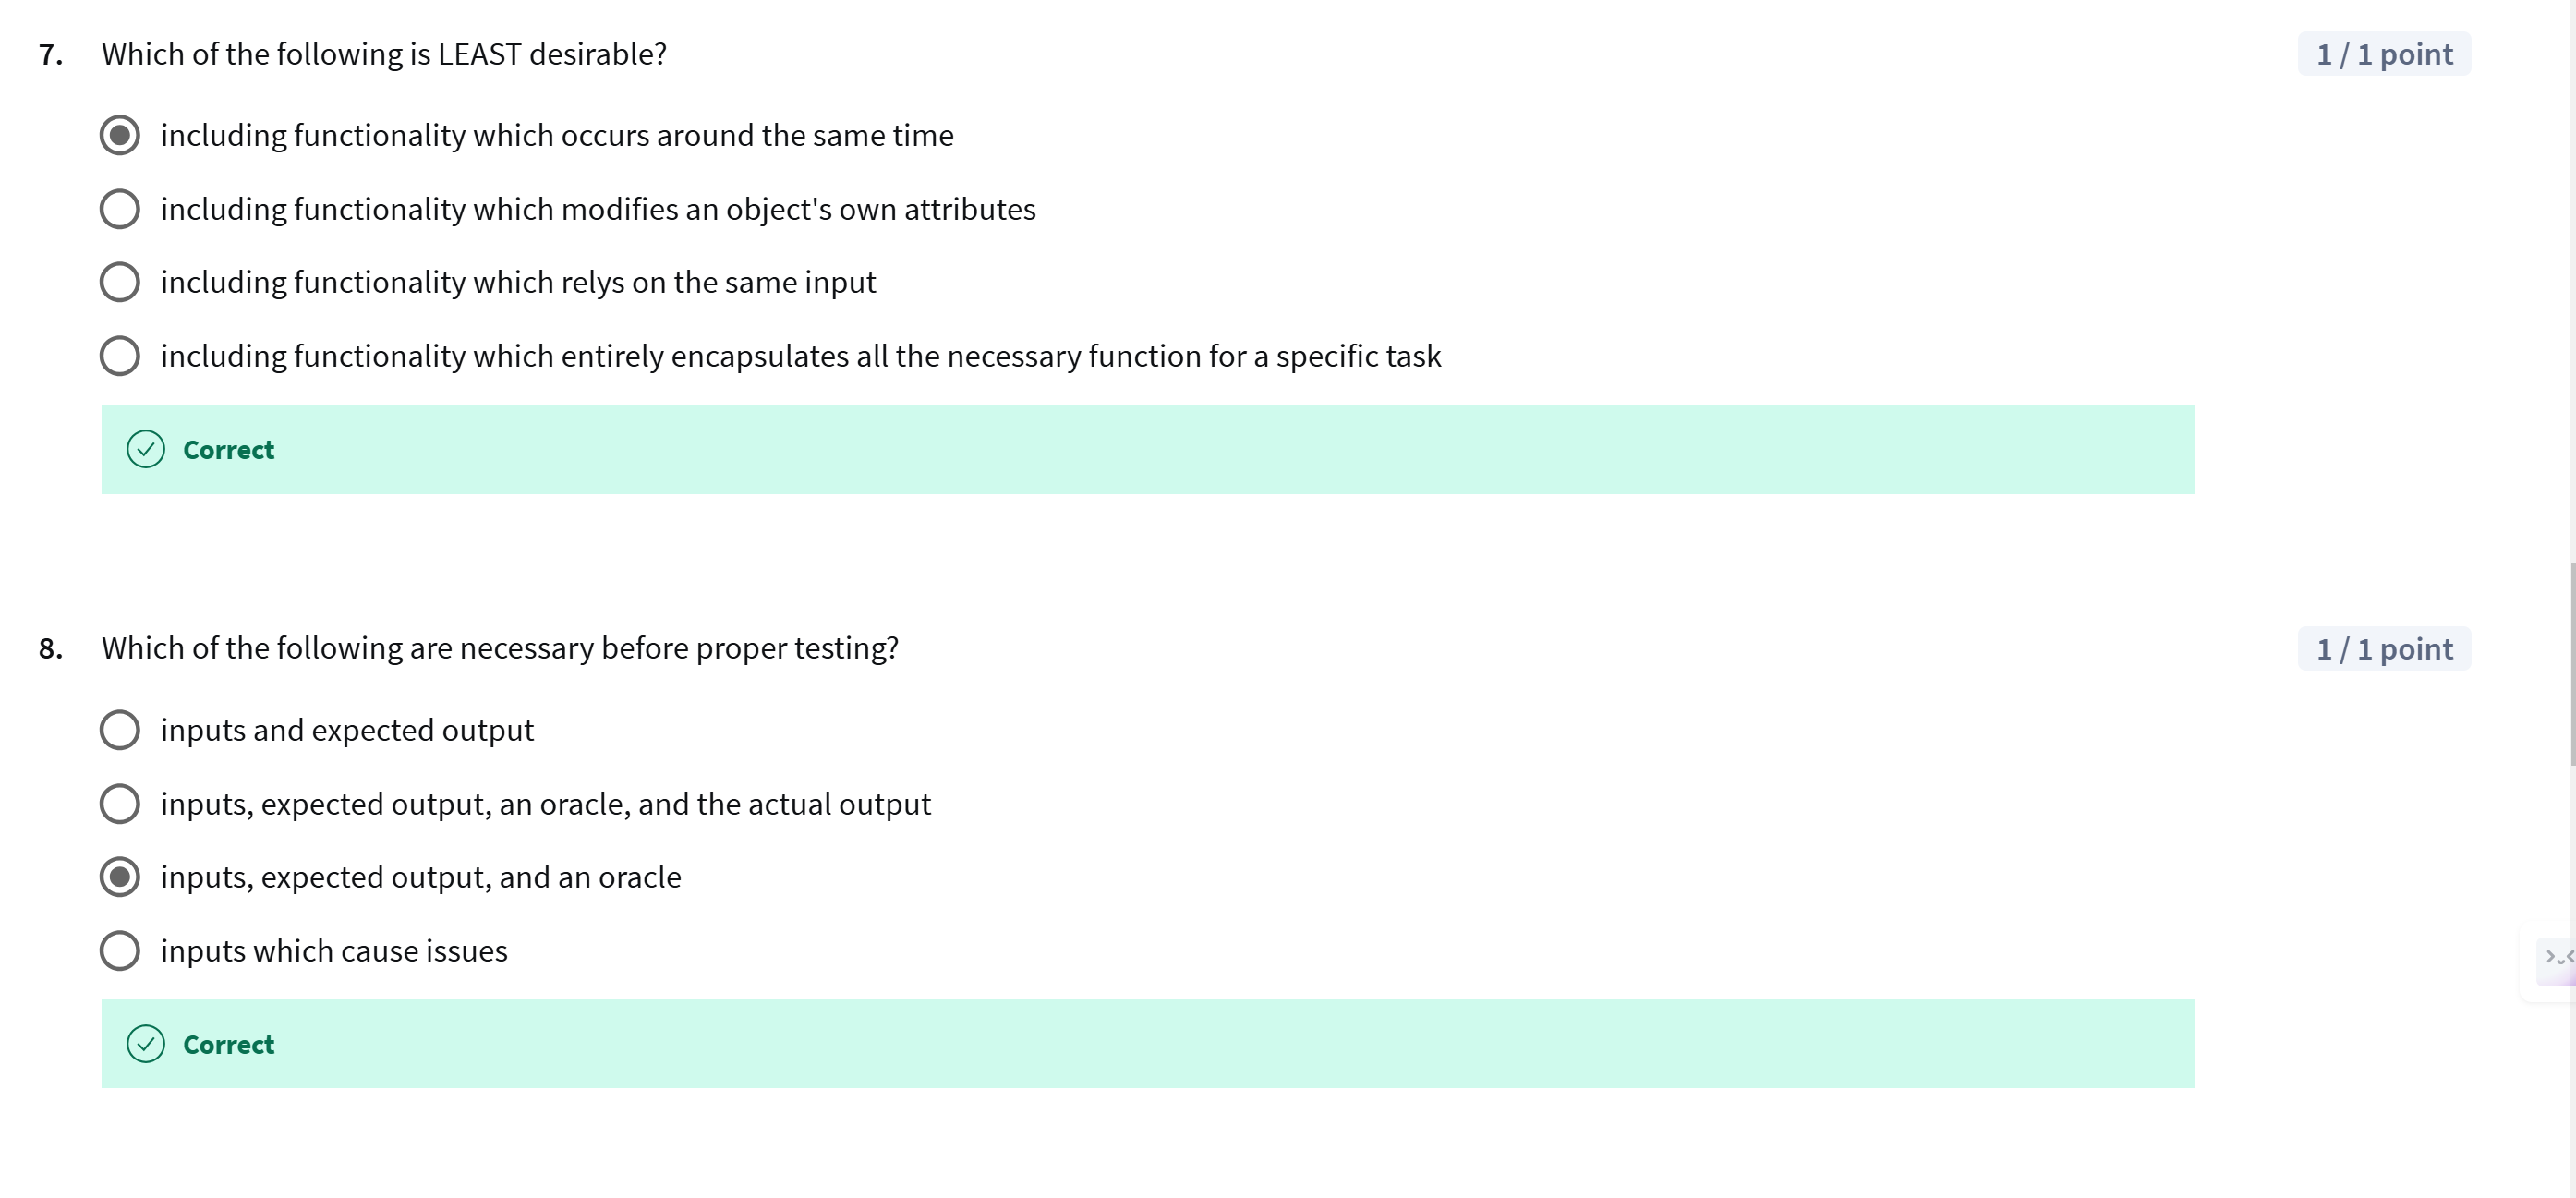 7. Which of the following is LEAST desirable?
1 / 1 point
including functionality which occurs around the same time
including functionality which modifies an object's own attributes
including functionality which relys on the same input
including functionality which entirely encapsulates all the necessary function for a specific task
Correct
8. Which of the following are necessary before proper testing?
1 / 1 point
inputs and expected output
inputs, expected output, an oracle, and the actual output
inputs, expected output, and an oracle
inputs which cause issues
Correct